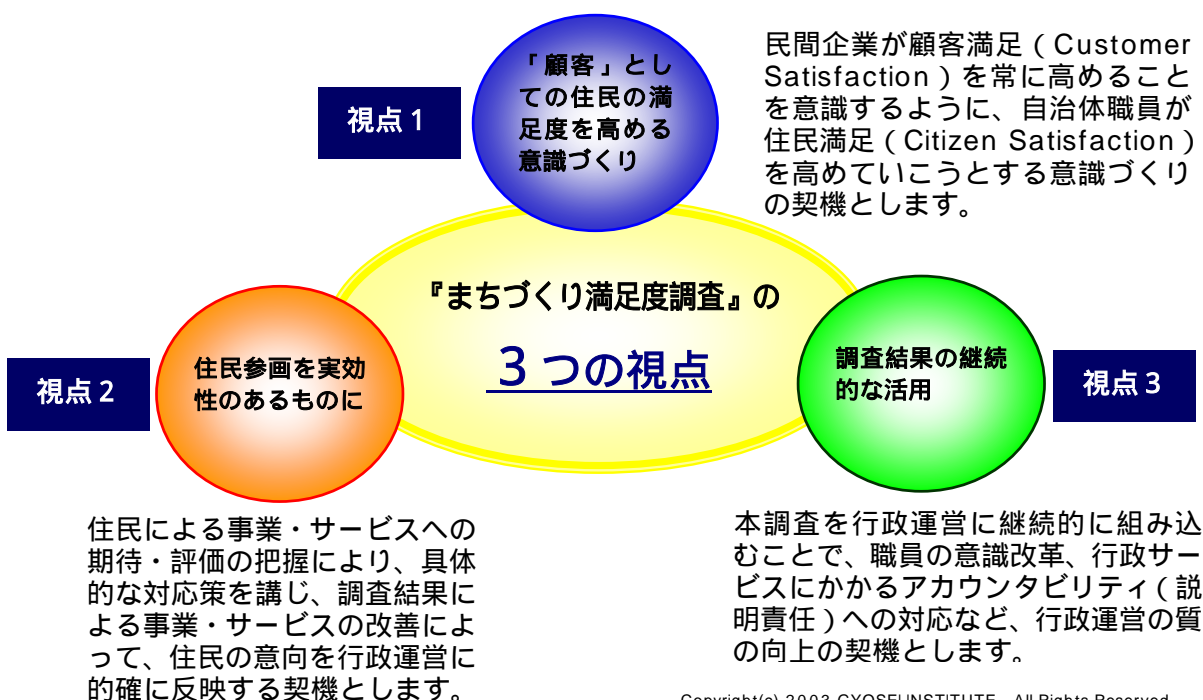 視点１
「顧客」とし
ての住民の満
足度を高める
意識づくり
民間企業が顧客満足（Customer
Satisfaction）を常に高めること
を意識するように、自治体職員が
住民満足（Citizen Satisfaction）
を高めていこうとする意識づくり
の契機とします。
『まちづくり満足度調査』の
３つの視点
視点２
住民参画を実効
性のあるものに
調査結果の継続
的な活用
視点３
住民による事業・サービスへの
期待・評価の把握により、具体
的な対応策を講じ、調査結果に
よる事業・サービスの改善によ
って、住民の意向を行政運営に
的確に反映する契機とします。
本調査を行政運営に継続的に組み込
むことで、職員の意識改革、行政サー
ビスにかかるアカウンタビリティ（説
明責任）への対応など、行政運営の質
の向上の契機とします。
Copyright(c) 2003 GYOSEI INSTITUTE All Rights Reserved